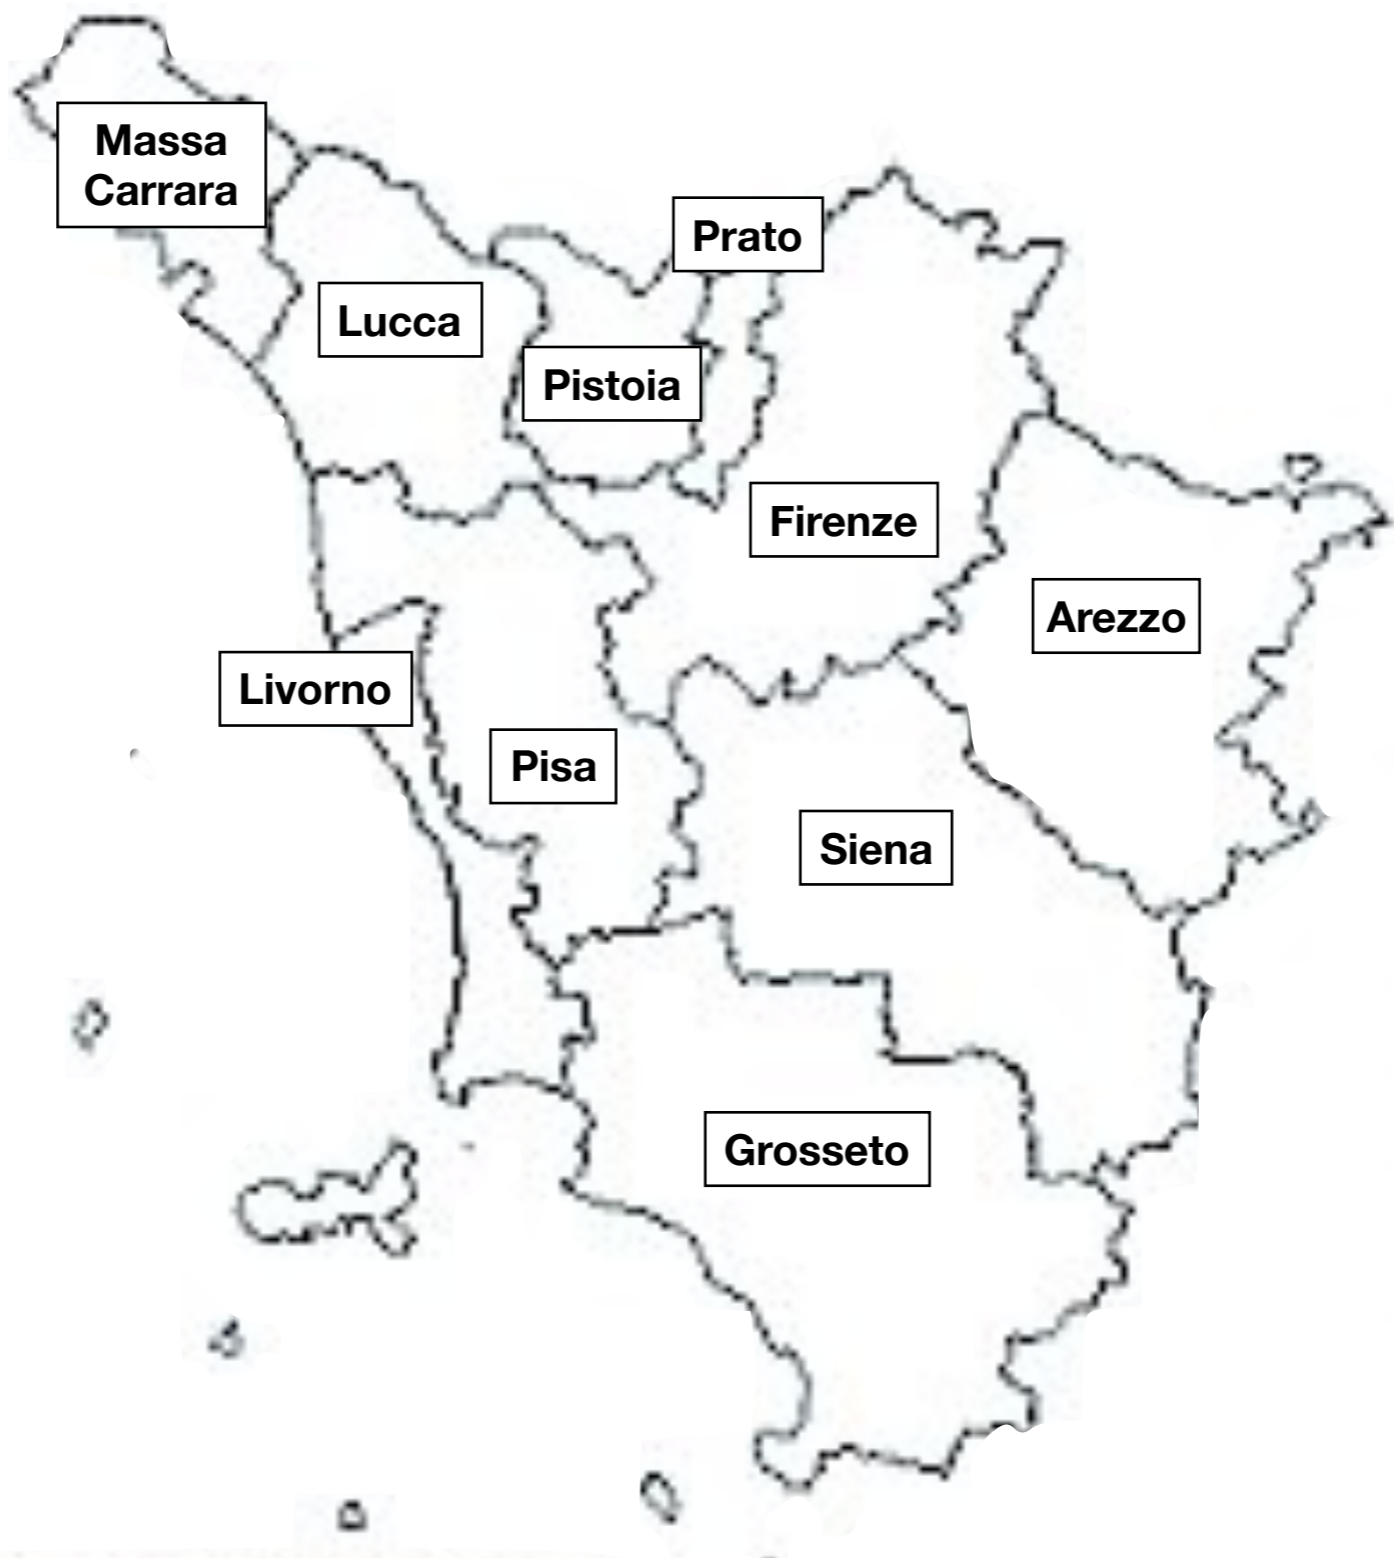 Massa
Carrara
Prato
Lucca
Pistoia
Firenze
Arezzo
Livorno
Pisa
Siena
Grosseto